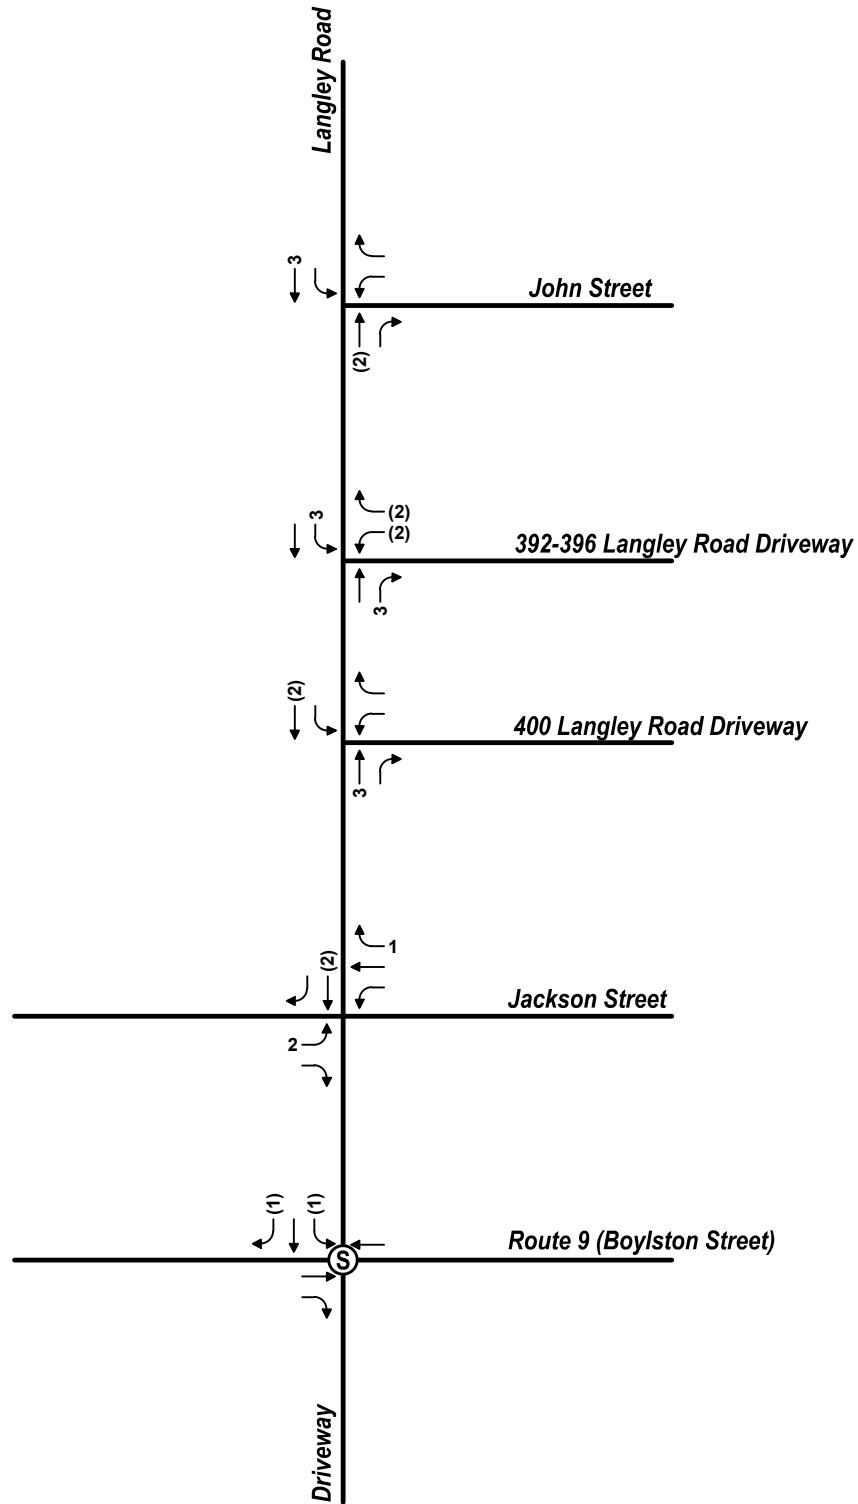 Langley Road
3
John Street
(2)
3
(2)
(2)
392-396 Langley Road Driveway
3
(2)
400 Langley Road Driveway
3
1
(2)
Jackson Street
2
(1)
(1)
Route 9 (Boylston Street)
S
Driveway